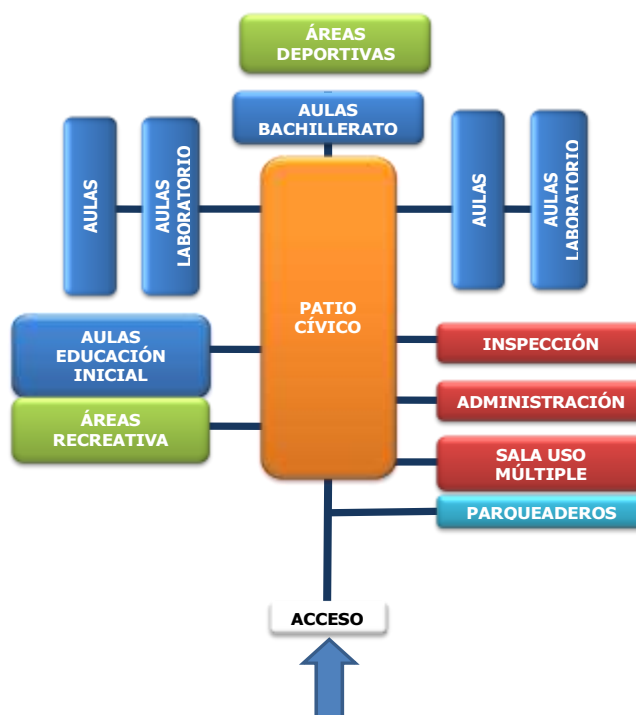 ÁREAS
DEPORTIVAS
AULAS
BACHILLERATO
AULAS
AULAS
LABORATORIO
AULAS
AULAS
LABORATORIO
PATIO
CÍVICO
AULAS
EDUCACIÓN
INICIAL
ÁREAS
RECREATIVA
INSPECCIÓN
ADMINISTRACIÓN
SALA USO
MÚLTIPLE
PARQUEADEROS
ACCESO